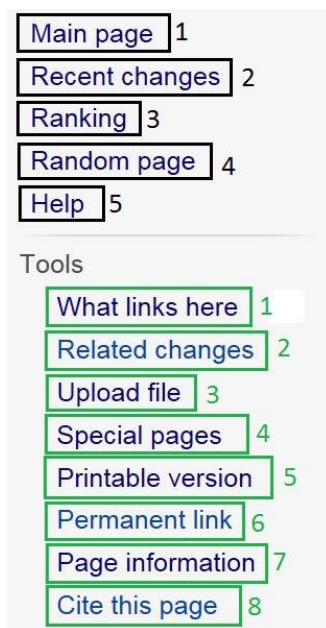 Main page 1
Recent changes 2
Ranking 3
Random page 4
Help 5
Tools
What links here 1
Related changes 2
Upload file 3
Special pages 4
Printable version 5
Permanent link 6
Page information 7
Cite this page 8